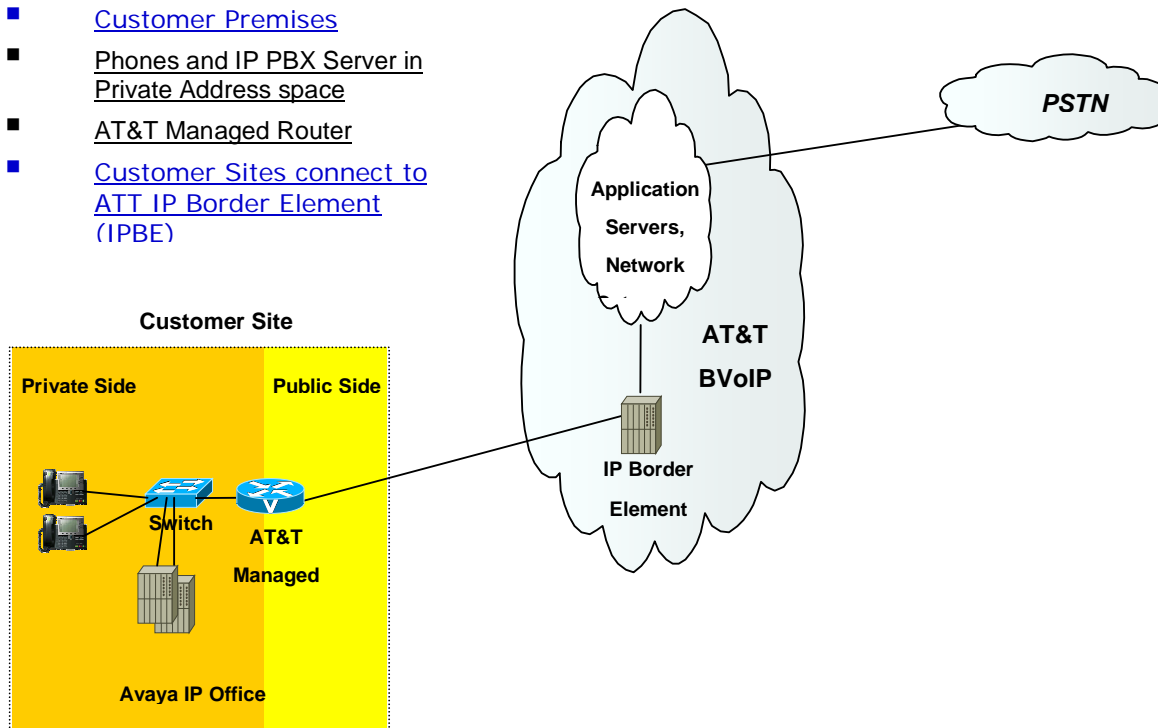 Customer Premises
Phones and IP PBX Server in
Private Address space
AT&T Managed Router
Customer Sites connect to
ATT IP Border Element
(IPBE)
PSTN
Application
Servers,
Network
AT&T
BVoIP
IP Border
Element
Customer Site
Private Side
Public Side
Switch
V
AT&T
Managed
Avaya IP Office